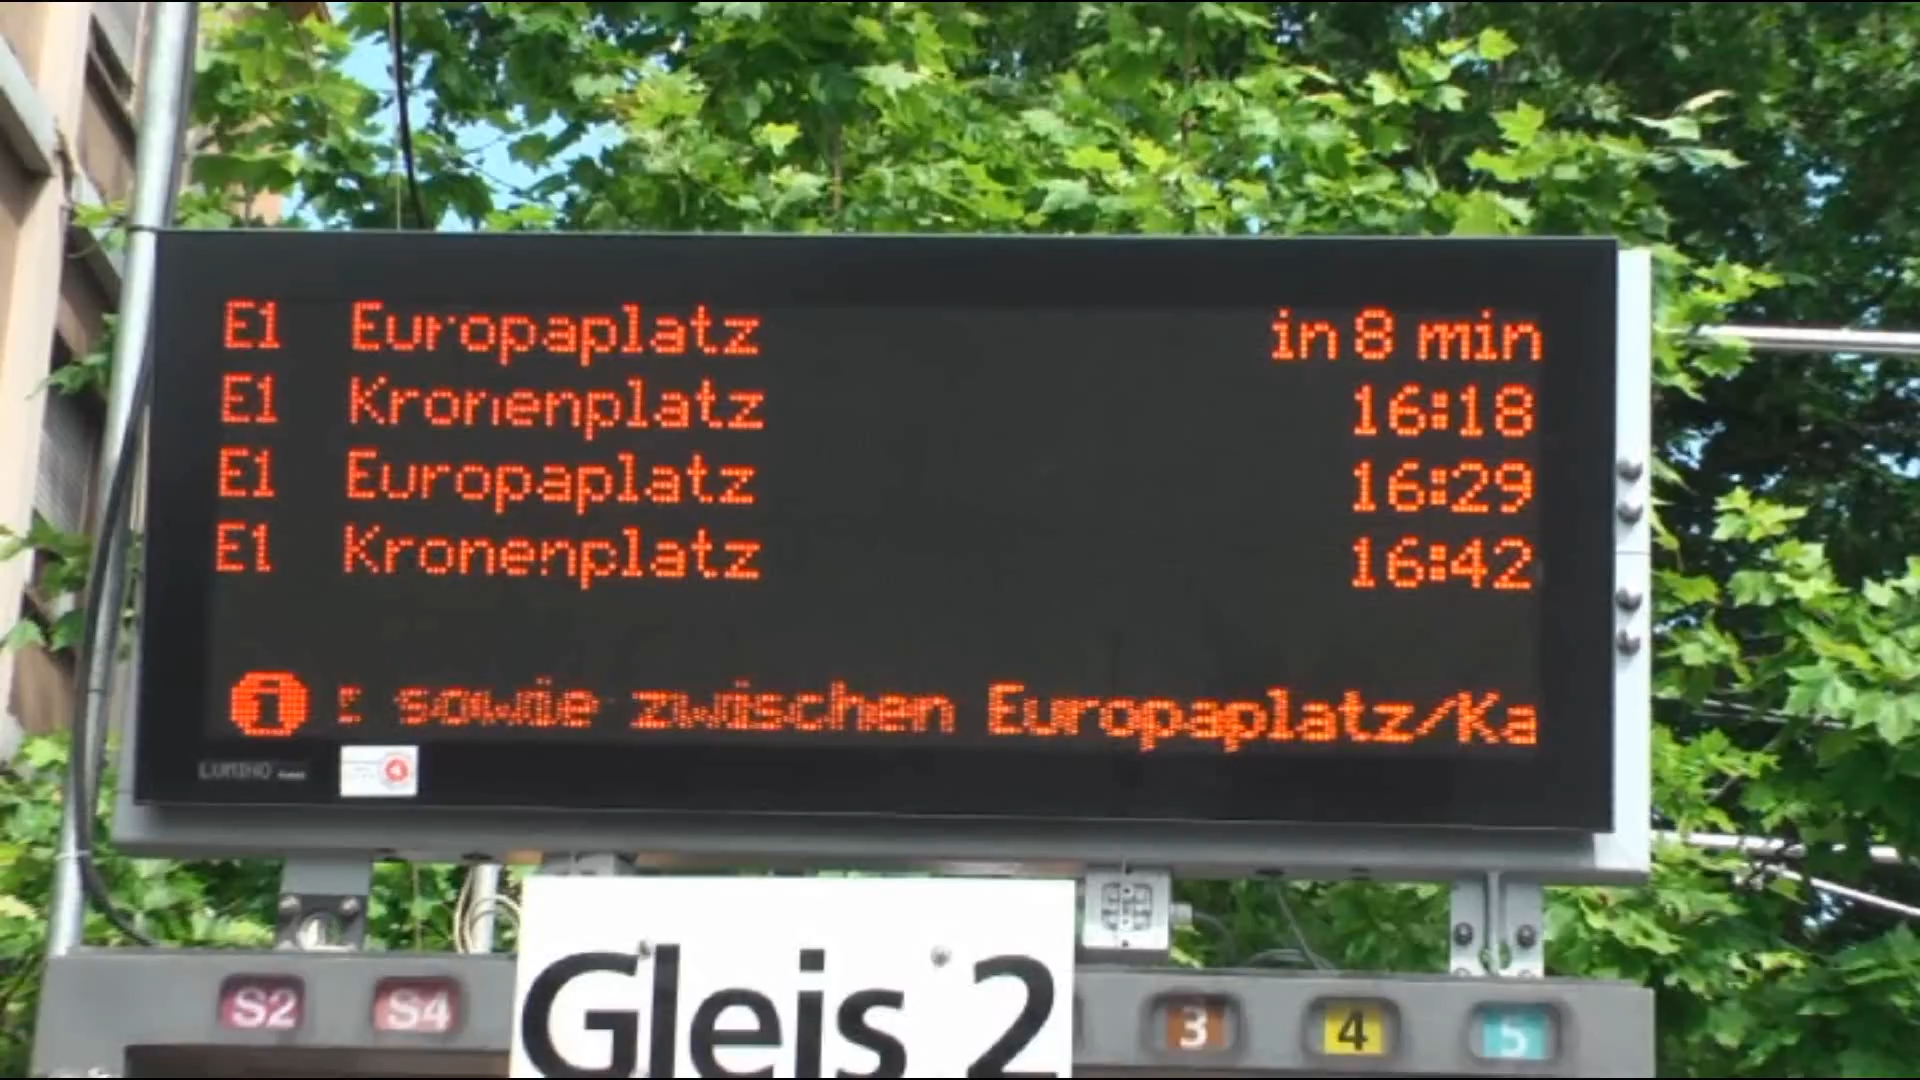 E1 Europaplatz in 8 min
E1 Kronenplatz 16:18
E1 Europaplatz 16:29
E1 Kronenplatz 16:42
i sowie zwischen Europaplatz/Ka
LUMINO
Gleis 2
S2 S4 3 4 5